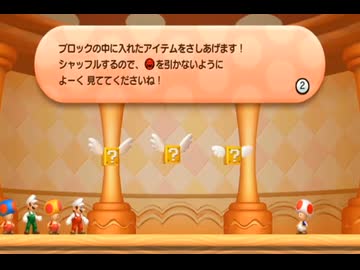 ブロックの中に入れたアイテムをさしあげます！
シャッフルするので、を引かないように
よーく見ててくださいね！
2
? ? ?